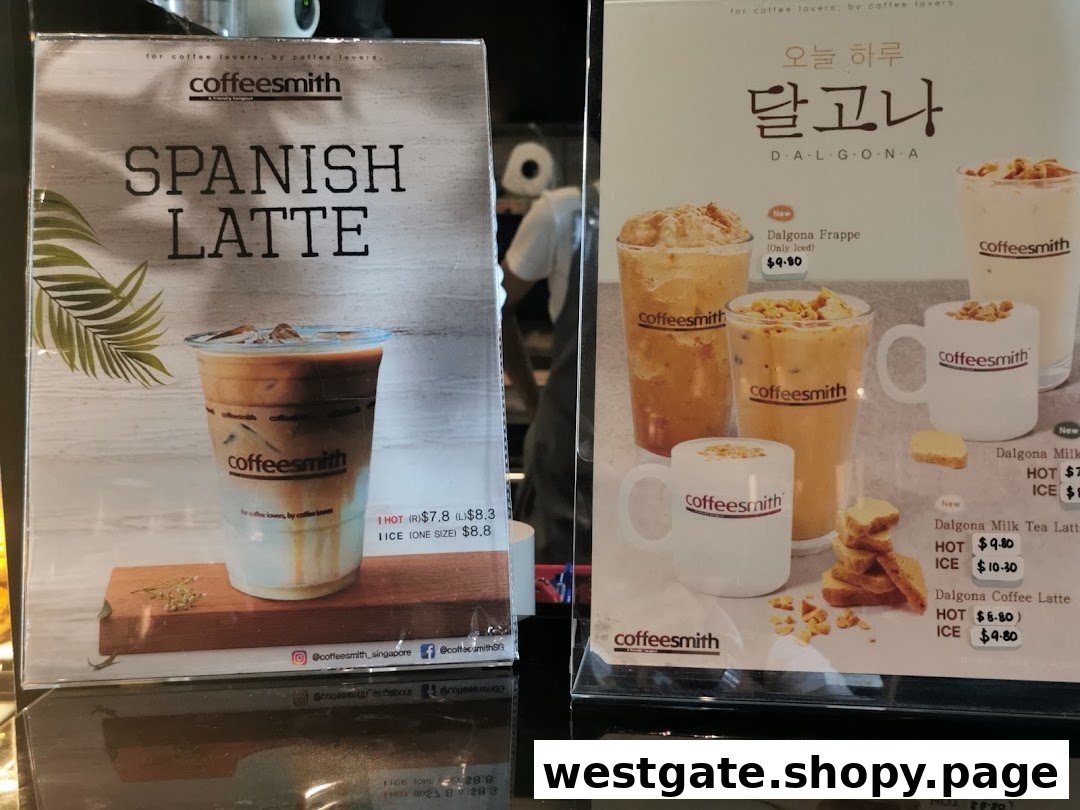 for coffee lovers, by coffee lovers.
coffeesmith
A friendly hangout
SPANISH
LATTE
coffeesmith
coffeesmith
for coffee lovers, by coffee lovers
HOT (R)$7.8 (L)$8.3
ICE (ONE SIZE) $8.8
@coffeesmith_singapore
@coffeesmithSG
for coffee lovers, by coffee lovers
오늘 하루
달고나
D·A·L·G·O·N·A
New
Dalgona Frappe
(Only Iced)
$9.80
coffeesmith
coffeesmith
coffeesmith
coffeesmith
coffeesmith
New
Dalgona Milk
HOT
ICE
New
Dalgona Milk Tea Latt
HOT $9.80
ICE $10.30
Dalgona Coffee Latte
HOT $8.80
ICE $9.80
coffeesmith
westgate.shopy.page